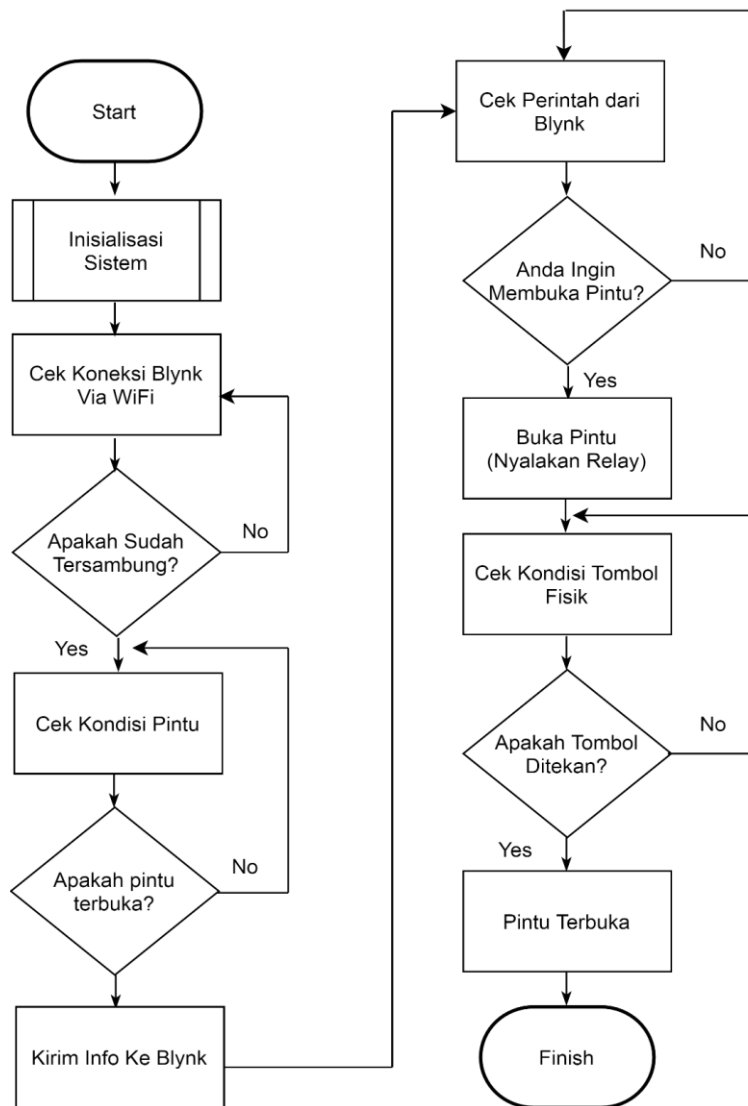 Start
Inisialisasi
Sistem
Cek Koneksi Blynk
Via WiFi
Apakah Sudah
Tersambung?
No
Yes
Cek Kondisi Pintu
Apakah pintu
terbuka?
No
Kirim Info Ke Blynk
Cek Perintah dari
Blynk
Anda Ingin
Membuka Pintu?
No
Yes
Buka Pintu
(Nyalakan Relay)
Cek Kondisi Tombol
Fisik
Apakah Tombol
Ditekan?
No
Yes
Pintu Terbuka
Finish